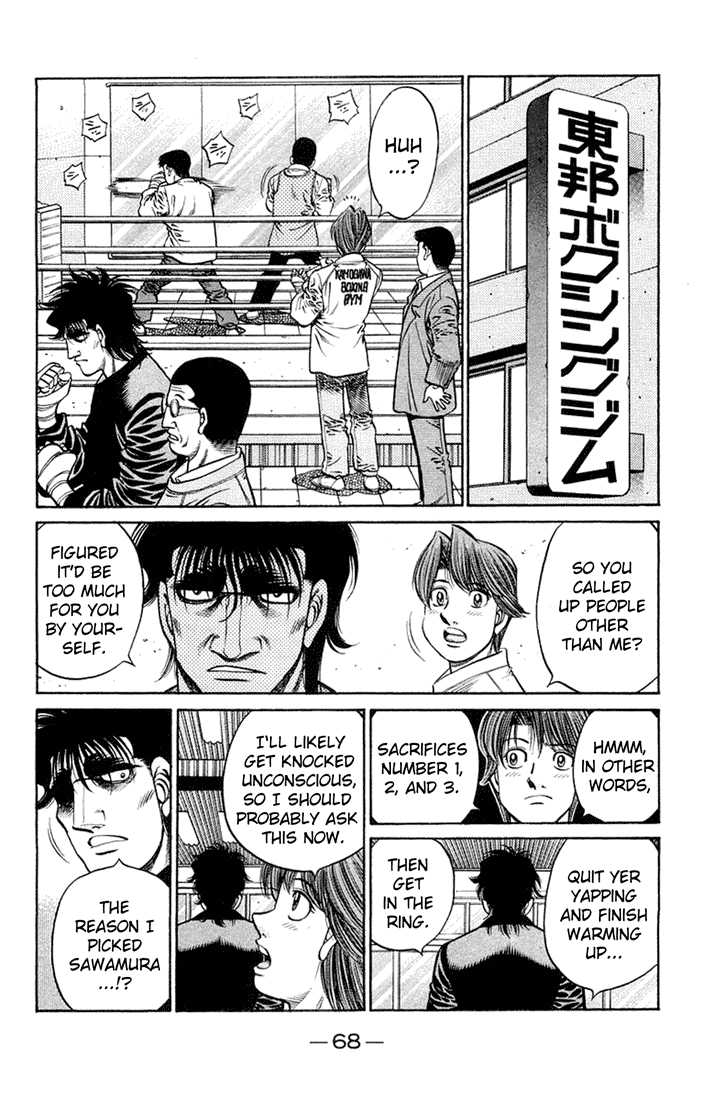 東邦ボクシングジム
HUH
...?
KAMOGAWA
BOXING
GYM
SO YOU
CALLED
UP PEOPLE
OTHER
THAN ME?
FIGURED
IT'D BE
TOO MUCH
FOR YOU
BY YOUR-
SELF.
HMMM,
IN OTHER
WORDS,
SACRIFICES
NUMBER 1,
2, AND 3.
QUIT YER
YAPPING
AND FINISH
WARMING
UP...
THEN
GET
IN THE
RING.
I'LL LIKELY
GET KNOCKED
UNCONSCIOUS,
SO I SHOULD
PROBABLY ASK
THIS NOW.
THE
REASON I
PICKED
SAWAMURA
...!?
—68—